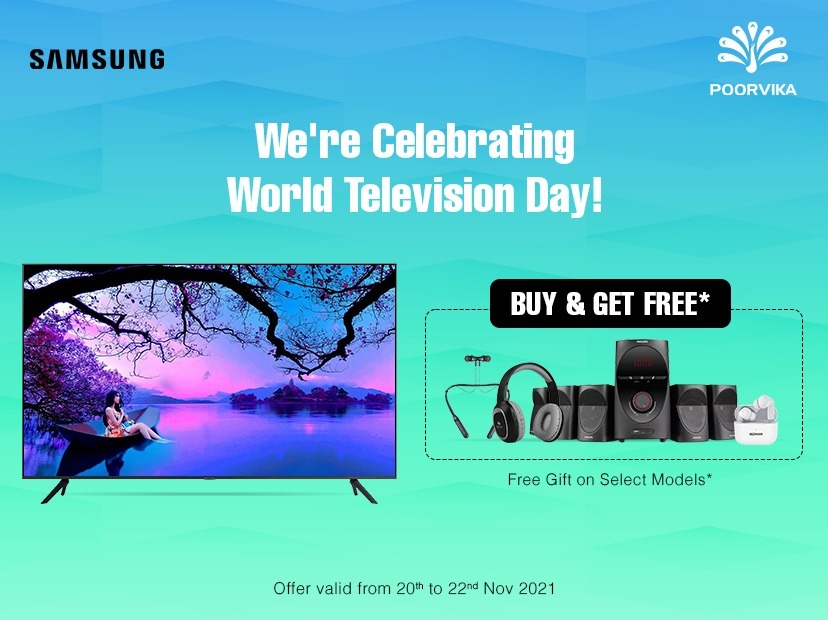 SAMSUNG
POORVIKA
We're Celebrating
World Television Day!
BUY & GET FREE*
Free Gift on Select Models*
Offer valid from 20th to 22nd Nov 2021